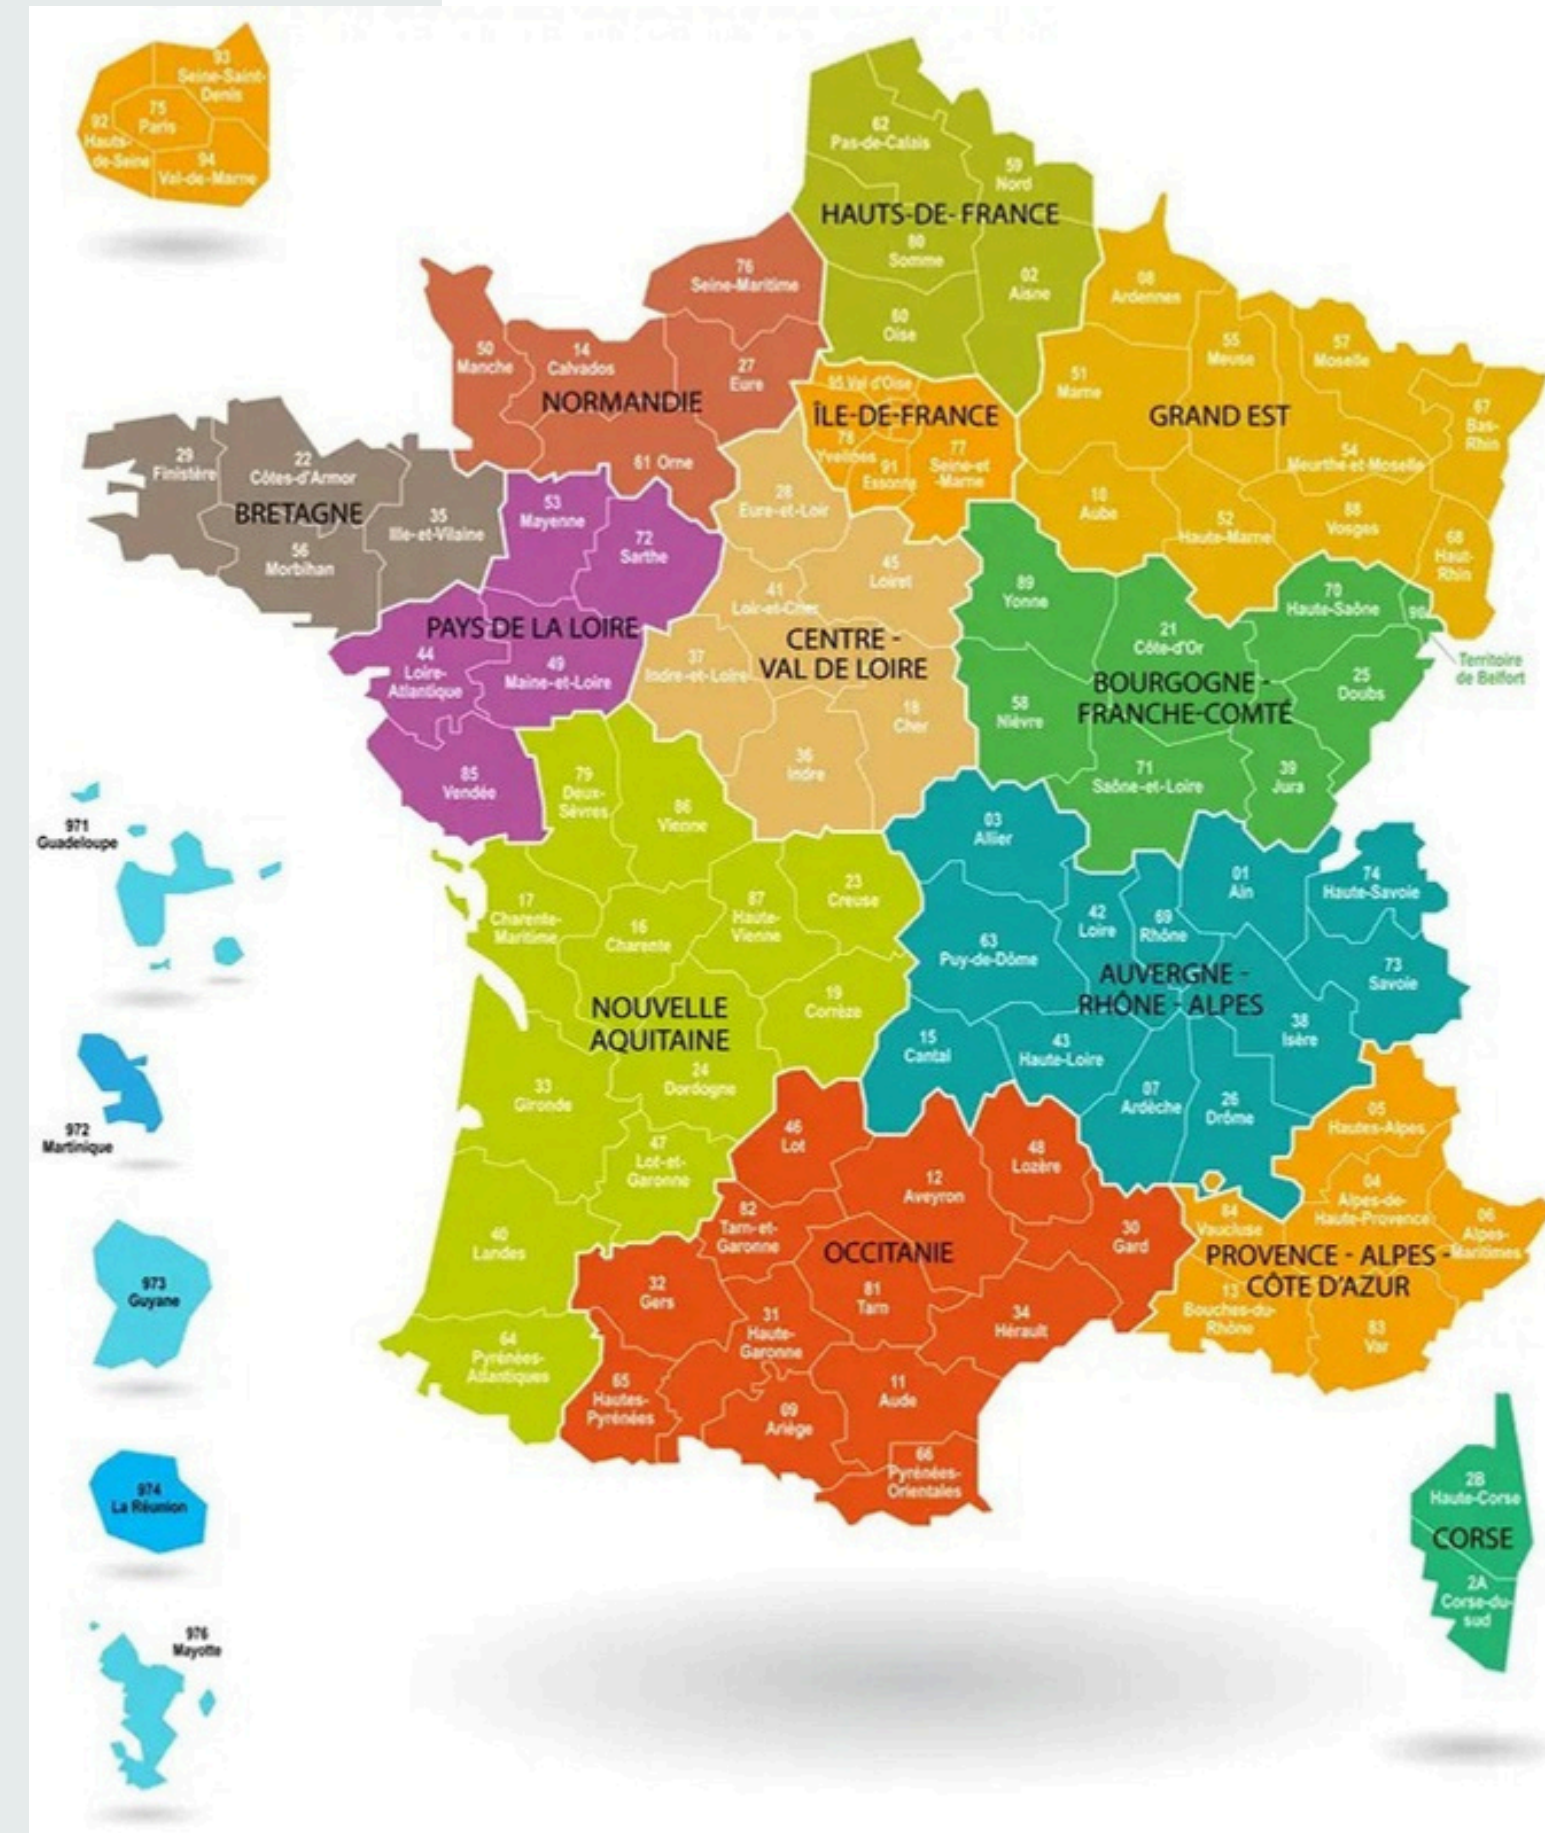 93
Seine-Saint-
Denis
75
Paris
92
Hauts-
de-Seine
94
Val-de-Marne
62
Pas-de-Calais
59
Nord
HAUTS-DE- FRANCE
80
Somme
02
Aisne
60
Oise
76
Seine-Maritime
50
Manche
14
Calvados
27
Eure
NORMANDIE
61 Orne
95 Val d'Oise
ÎLE-DE-FRANCE
78
Yvelines
91
Essonne
77
Seine-et
-Marne
08
Ardennen
55
Meuse
57
Moselle
51
Marne
GRAND EST
67
Bas-
Rhin
54
Meurthe-et-Moselle
10
Aube
52
Haute-Marne
88
Vosges
68
Haut-
Rhin
29
Finistère
22
Côtes-d'Armor
BRETAGNE
35
Ille-et-Vilaine
56
Morbihan
53
Mayenne
72
Sarthe
PAYS DE LA LOIRE
44
Loire-
Atlantique
49
Maine-et-Loire
85
Vendée
28
Eure-et-Loir
45
Loiret
41
Loir-et-Cher
CENTRE -
VAL DE LOIRE
37
Indre-et-Loire
18
Cher
36
Indre
89
Yonne
21
Côte-d'Or
70
Haute-Saône
90
Territoire
de Belfort
25
Doubs
BOURGOGNE -
FRANCHE-COMTÉ
58
Nièvre
71
Saône-et-Loire
39
Jura
79
Deux-
Sèvres
86
Vienne
17
Charente-
Maritime
16
Charente
87
Haute-
Vienne
23
Creuse
19
Corrèze
NOUVELLE
AQUITAINE
24
Dordogne
33
Gironde
47
Lot-et-
Garonne
40
Landes
64
Pyrénées-
Atlantiques
03
Allier
01
Ain
74
Haute-Savoie
42
Loire
69
Rhône
63
Puy-de-Dôme
73
Savoie
AUVERGNE -
RHÔNE - ALPES
15
Cantal
43
Haute-Loire
38
Isère
07
Ardèche
26
Drôme
46
Lot
48
Lozère
12
Aveyron
82
Tarn-et-
Garonne
30
Gard
OCCITANIE
32
Gers
81
Tarn
31
Haute-
Garonne
34
Hérault
65
Hautes-
Pyrénées
09
Ariège
11
Aude
66
Pyrénées-
Orientales
05
Hautes-Alpes
04
Alpes-de-
Haute-Provence
06
Alpes-
Maritimes
84
Vaucluse
PROVENCE - ALPES -
CÔTE D'AZUR
13
Bouches-du-
Rhône
83
Var
2B
Haute-Corse
CORSE
2A
Corse-du-
sud
971
Guadeloupe
972
Martinique
973
Guyane
974
La Réunion
976
Mayotte